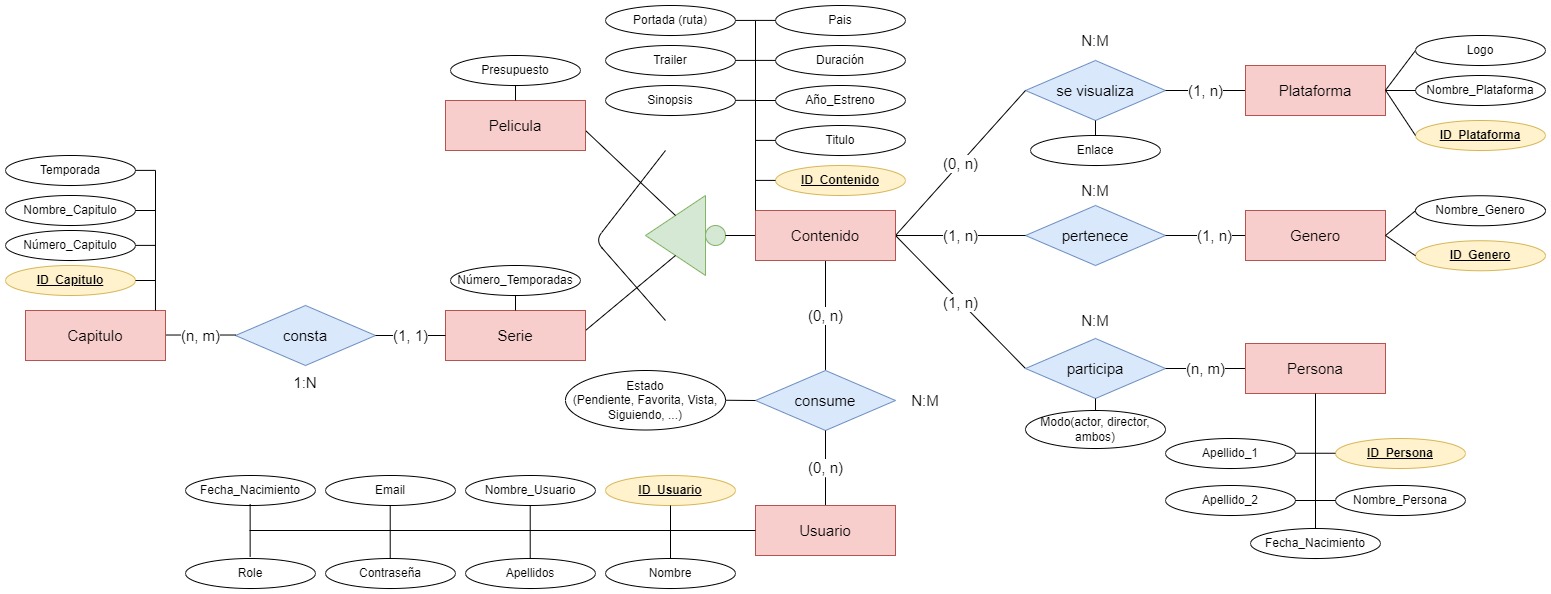 Portada (ruta)
Pais
Trailer
Duración
Sinopsis
Año_Estreno
Titulo
ID_Contenido
Contenido
Presupuesto
Pelicula
Temporada
Nombre_Capitulo
Número_Capitulo
ID_Capitulo
Capitulo
(n, m)
consta
1:N
(1, 1)
Número_Temporadas
Serie
N:M
(0, n)
se visualiza
(1, n)
Enlace
Plataforma
Logo
Nombre_Plataforma
ID_Plataforma
N:M
(1, n)
pertenece
(1, n)
Genero
Nombre_Genero
ID_Genero
(1, n)
N:M
participa
(n, m)
Modo(actor, director,
ambos)
Persona
Apellido_1
ID_Persona
Apellido_2
Nombre_Persona
Fecha_Nacimiento
(0, n)
Estado
(Pendiente, Favorita, Vista,
Siguiendo, ...)
consume
N:M
(0, n)
Usuario
Fecha_Nacimiento
Email
Nombre_Usuario
ID_Usuario
Role
Contraseña
Apellidos
Nombre